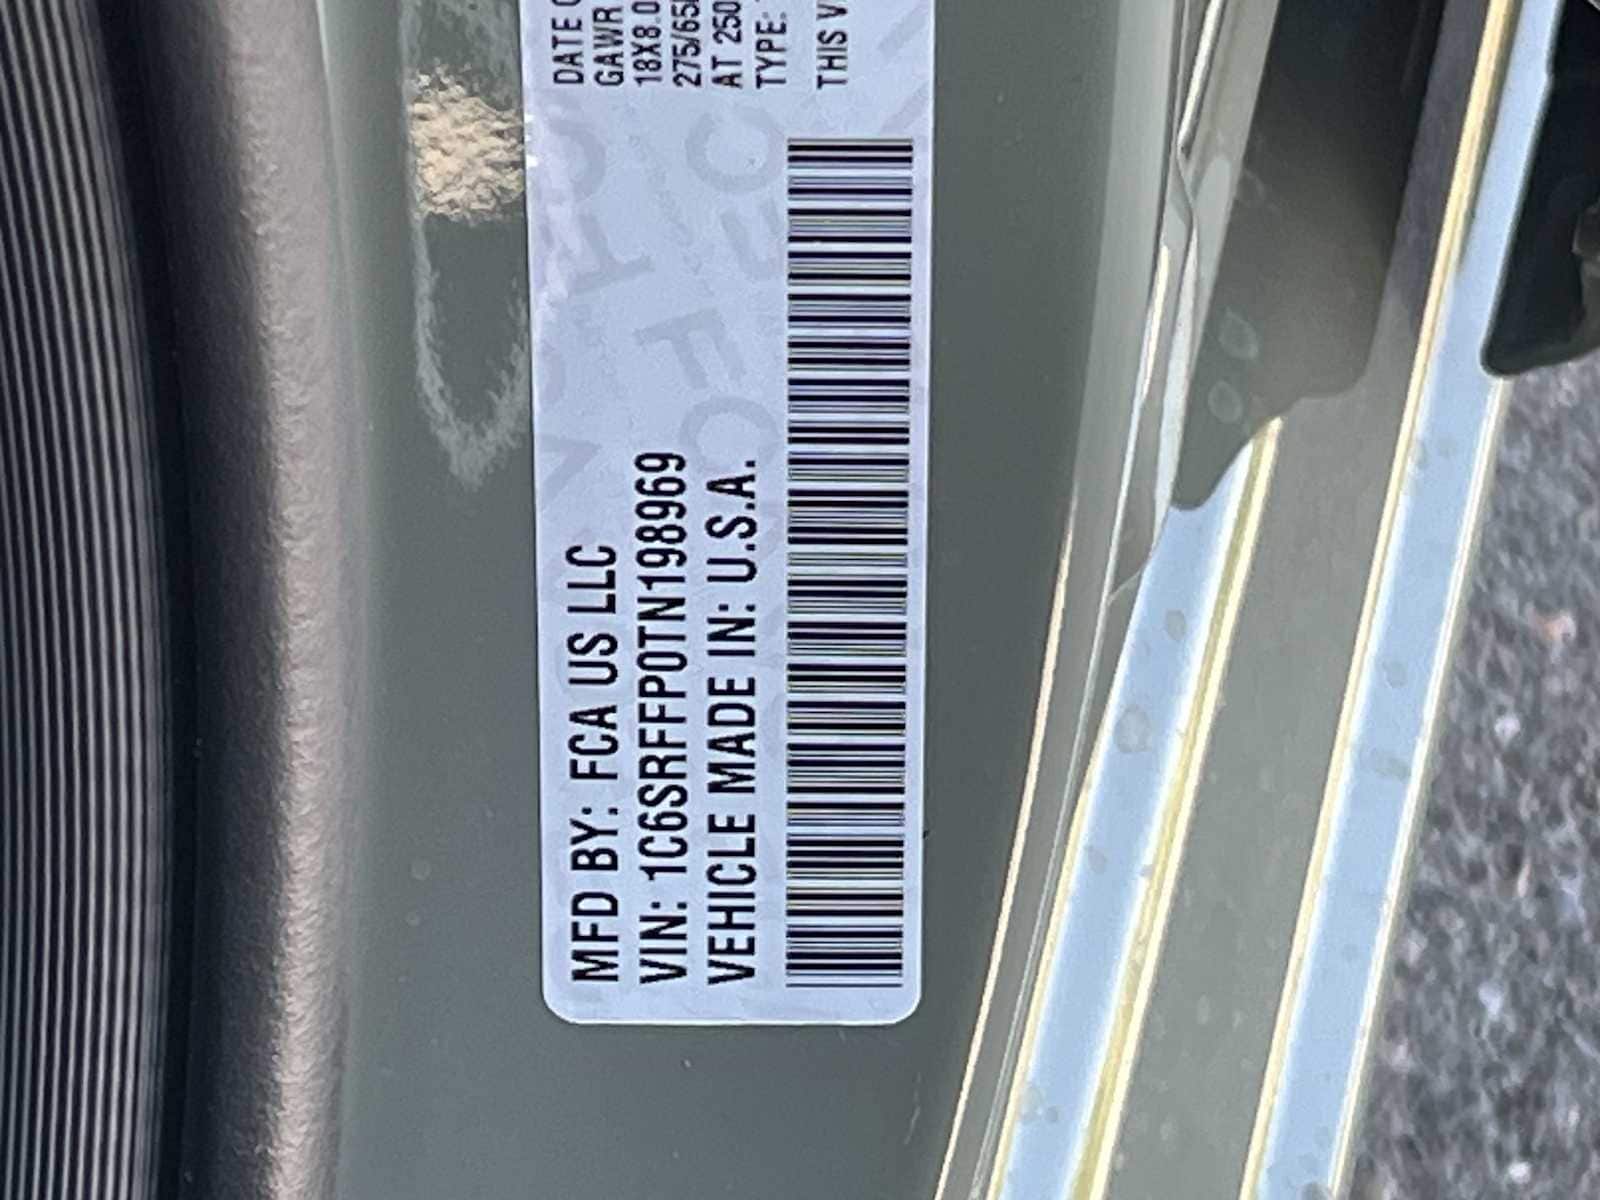 MFD BY: FCA US LLC
VIN: 1C6SRFFP0TN198969
VEHICLE MADE IN: U.S.A.
DATE O
GAWR
18X8.0
275/65
AT 250
TYPE:
THIS V